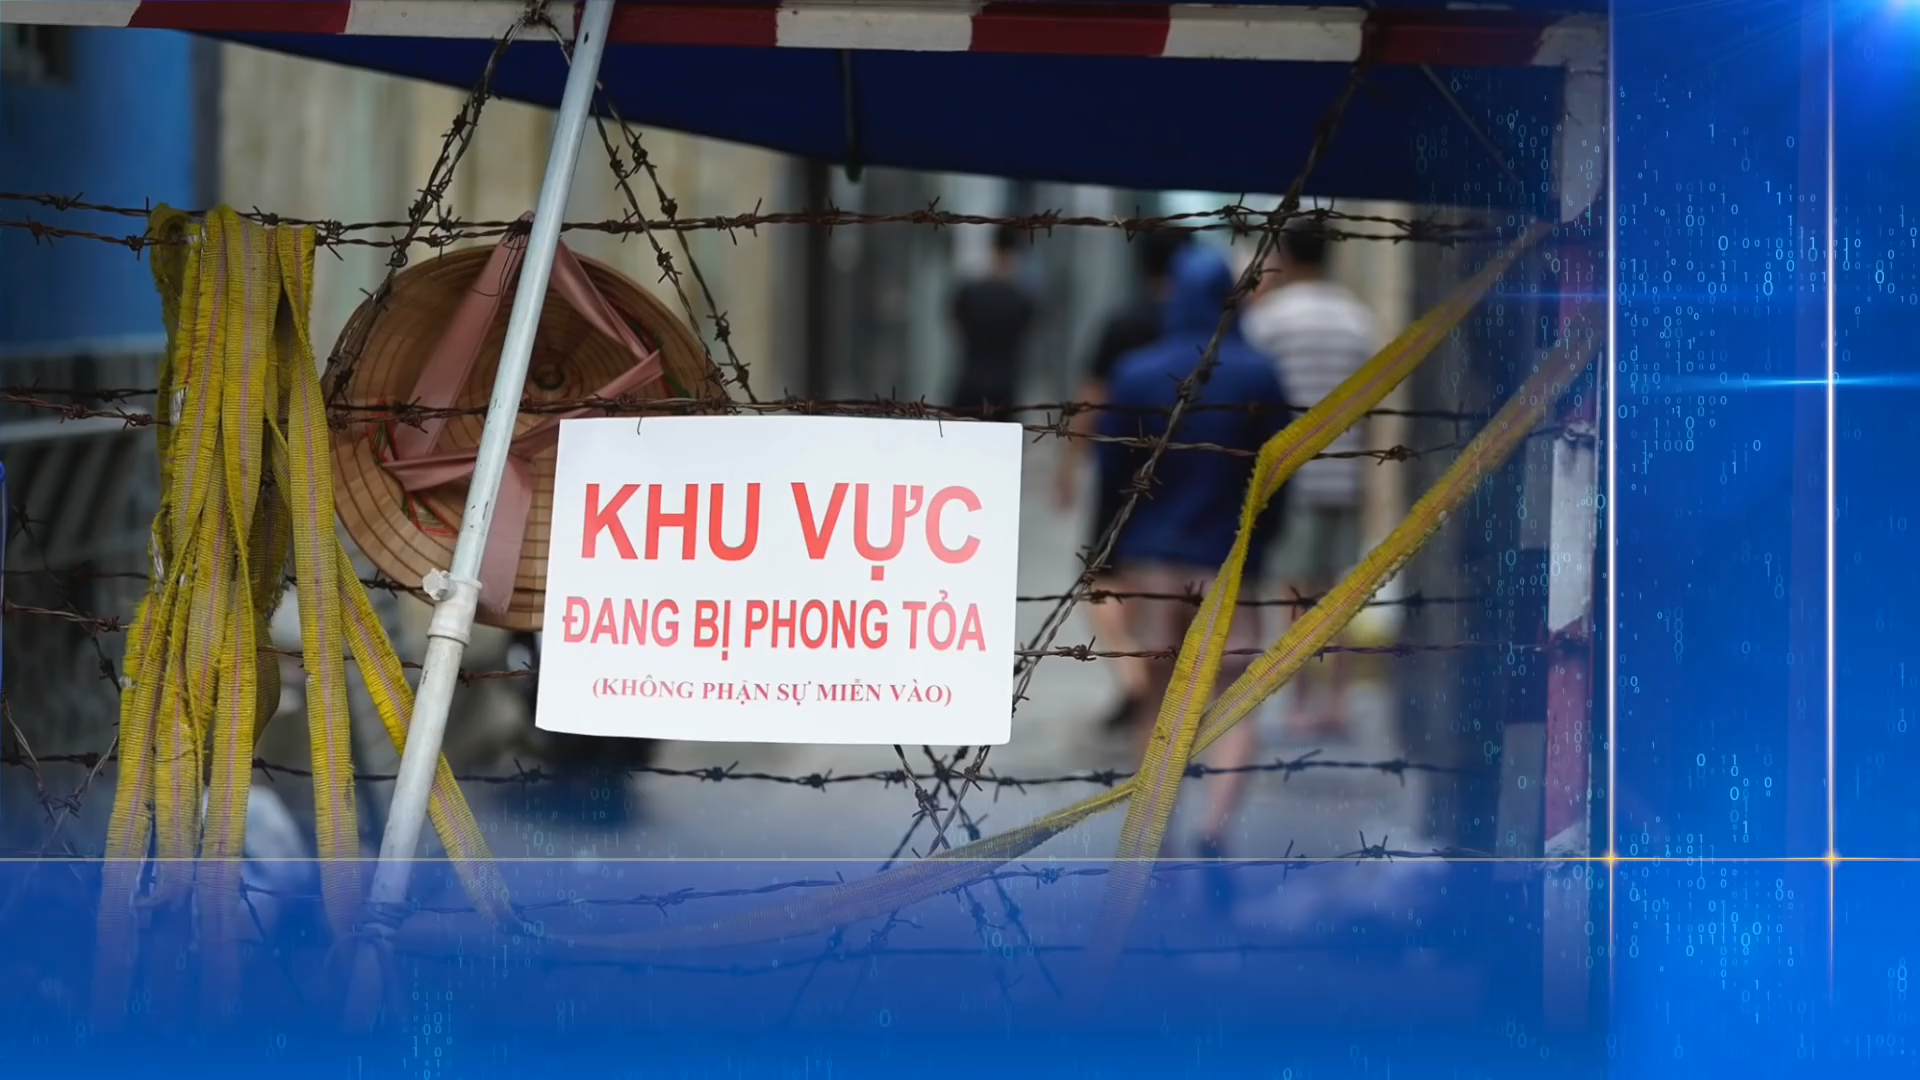 KHU VỰC
ĐANG BỊ PHONG TỎA
(KHÔNG PHẬN SỰ MIỄN VÀO)